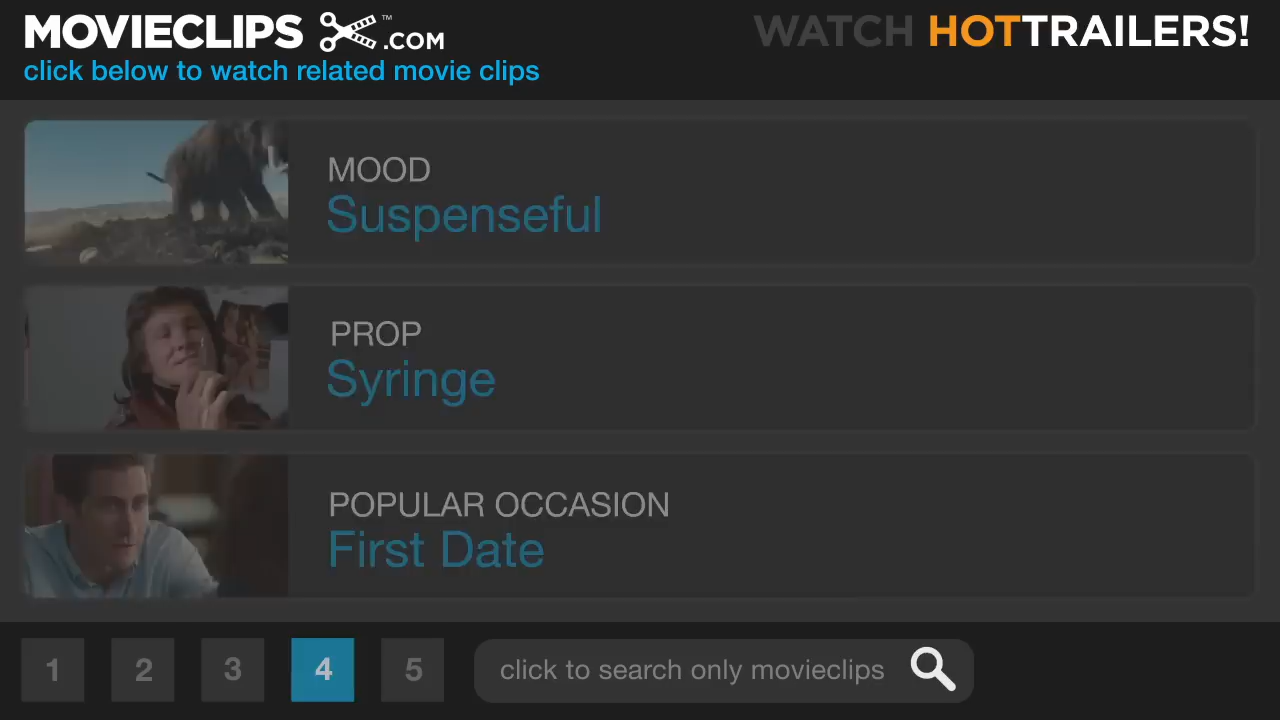 MOVIECLIPS™.COM
WATCH HOTTRAILERS!
click below to watch related movie clips
MOOD
Suspenseful
PROP
Syringe
POPULAR OCCASION
First Date
1 2 3 4 5 click to search only movieclips